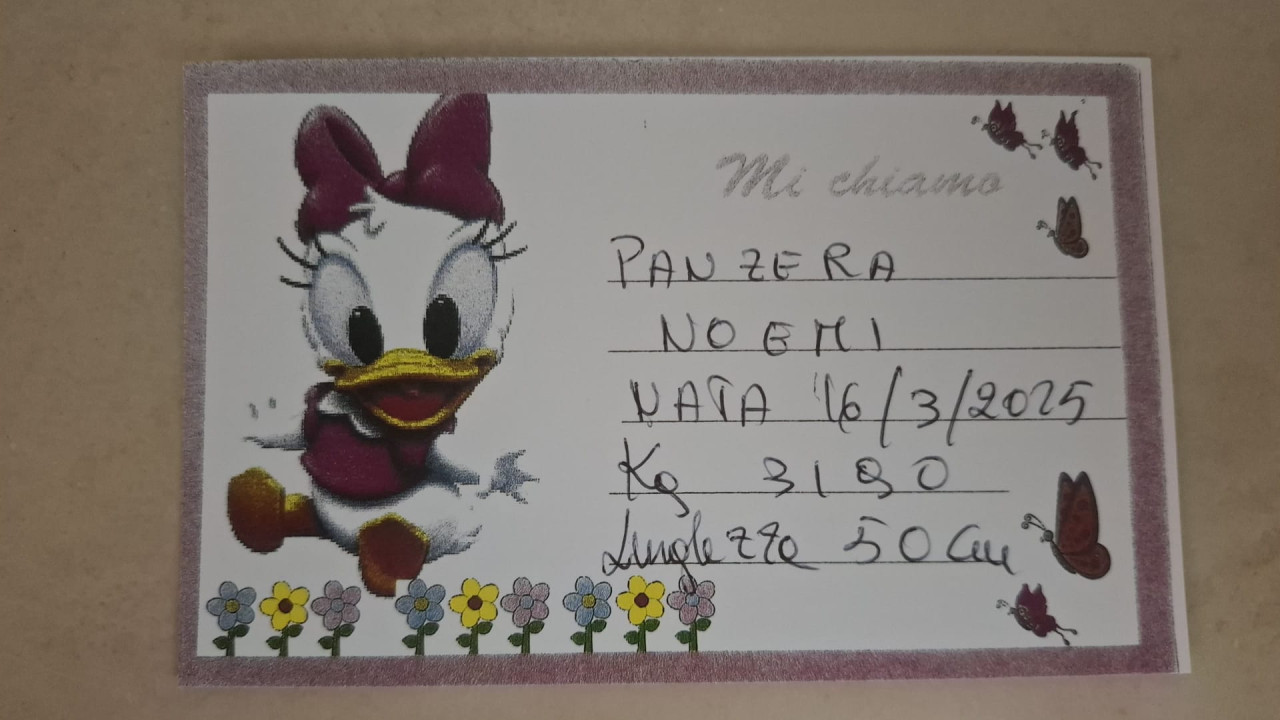 Mi chiamo
PANZERA
NOEMI
NATA 16/3/2025
Kg 3190
Lunghezza 50 cm